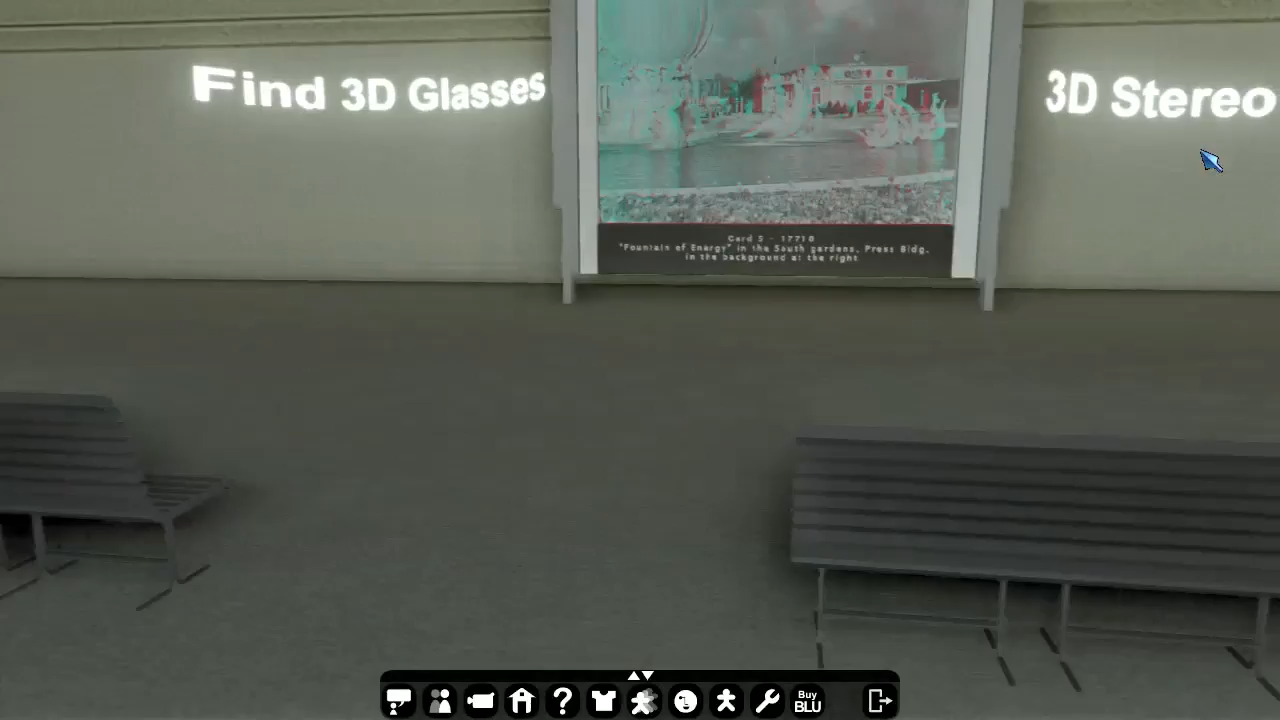 Find 3D Glasses
3D Stereo
Card 5 - 17710
"Fountain of Energy" in the South gardens, Press Bldg.
in the background at the right
Buy
BLU